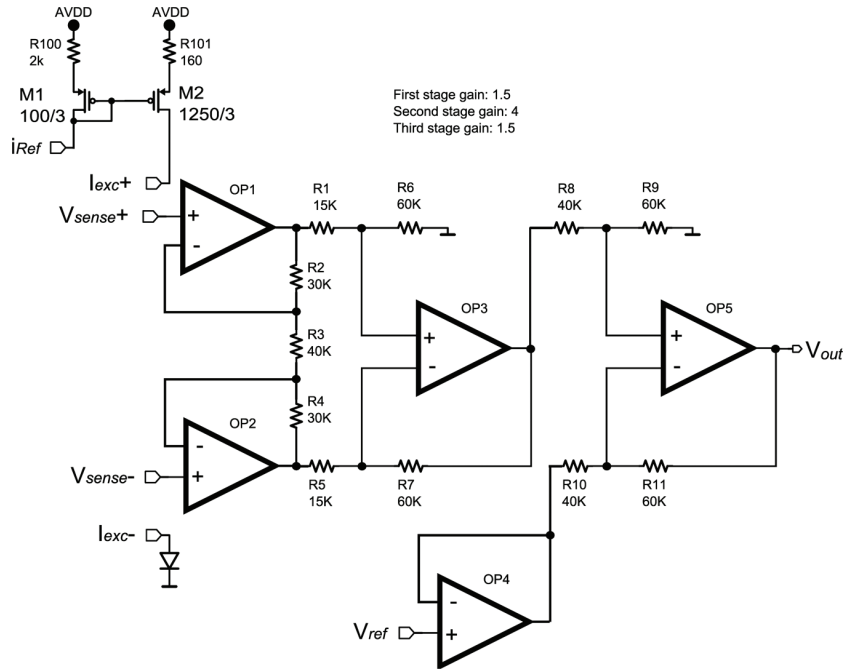 AVDD
AVDD
R100
2k
R101
160
M1
100/3
M2
1250/3
iRef
Iexc+
Vsense+
First stage gain: 1.5
Second stage gain: 4
Third stage gain: 1.5
OP1
+
-
R1
15K
R6
60K
R8
40K
R9
60K
R2
30K
R3
40K
R4
30K
OP3
+
-
OP5
+
-
Vout
OP2
-
+
Vsense-
R5
15K
R7
60K
R10
40K
R11
60K
Iexc-
OP4
-
+
Vref